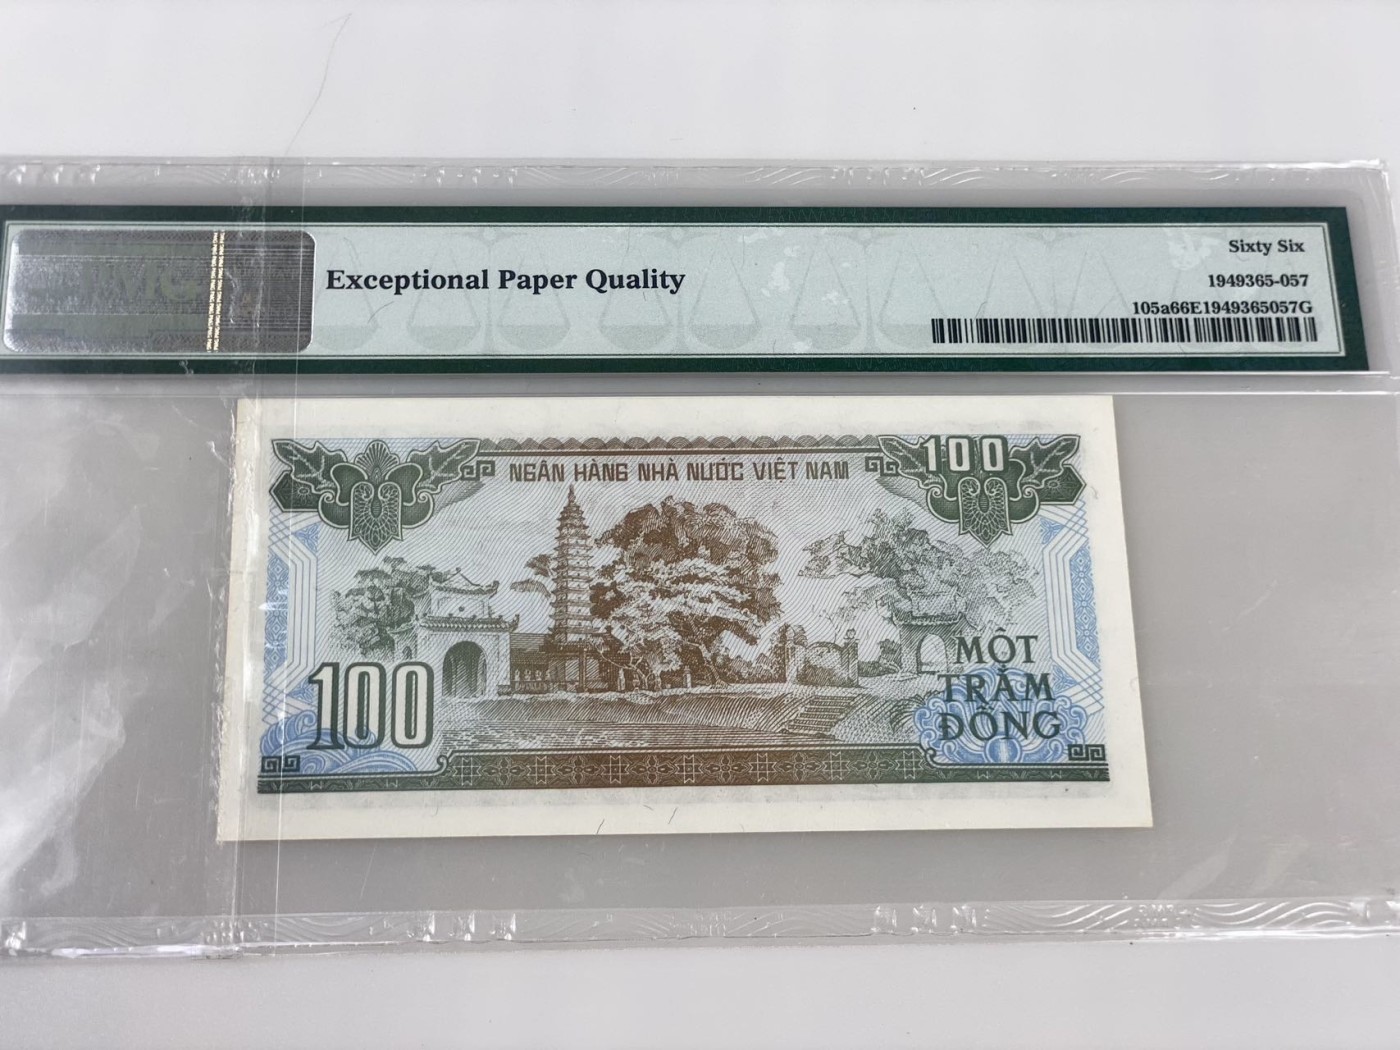 Sixty Six
Exceptional Paper Quality
1949365-057
105a66E1949365057G
NGÂN HÀNG NHÀ NƯỚC VIỆT NAM
100
100
MỘT
TRĂM
ĐỒNG